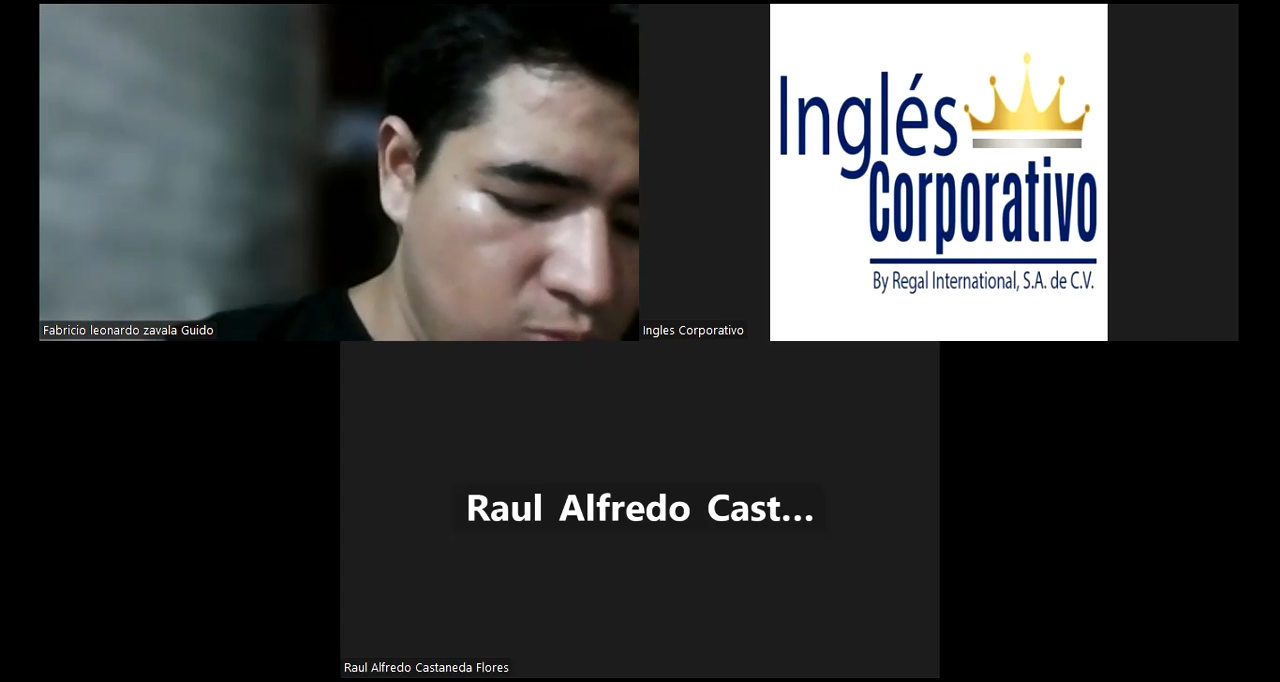 Inglés
Corporativo
By Regal International, S.A. de C.V.
Fabricio leonardo zavala Guido
Ingles Corporativo
Raul Alfredo Cast...
Raul Alfredo Castaneda Flores